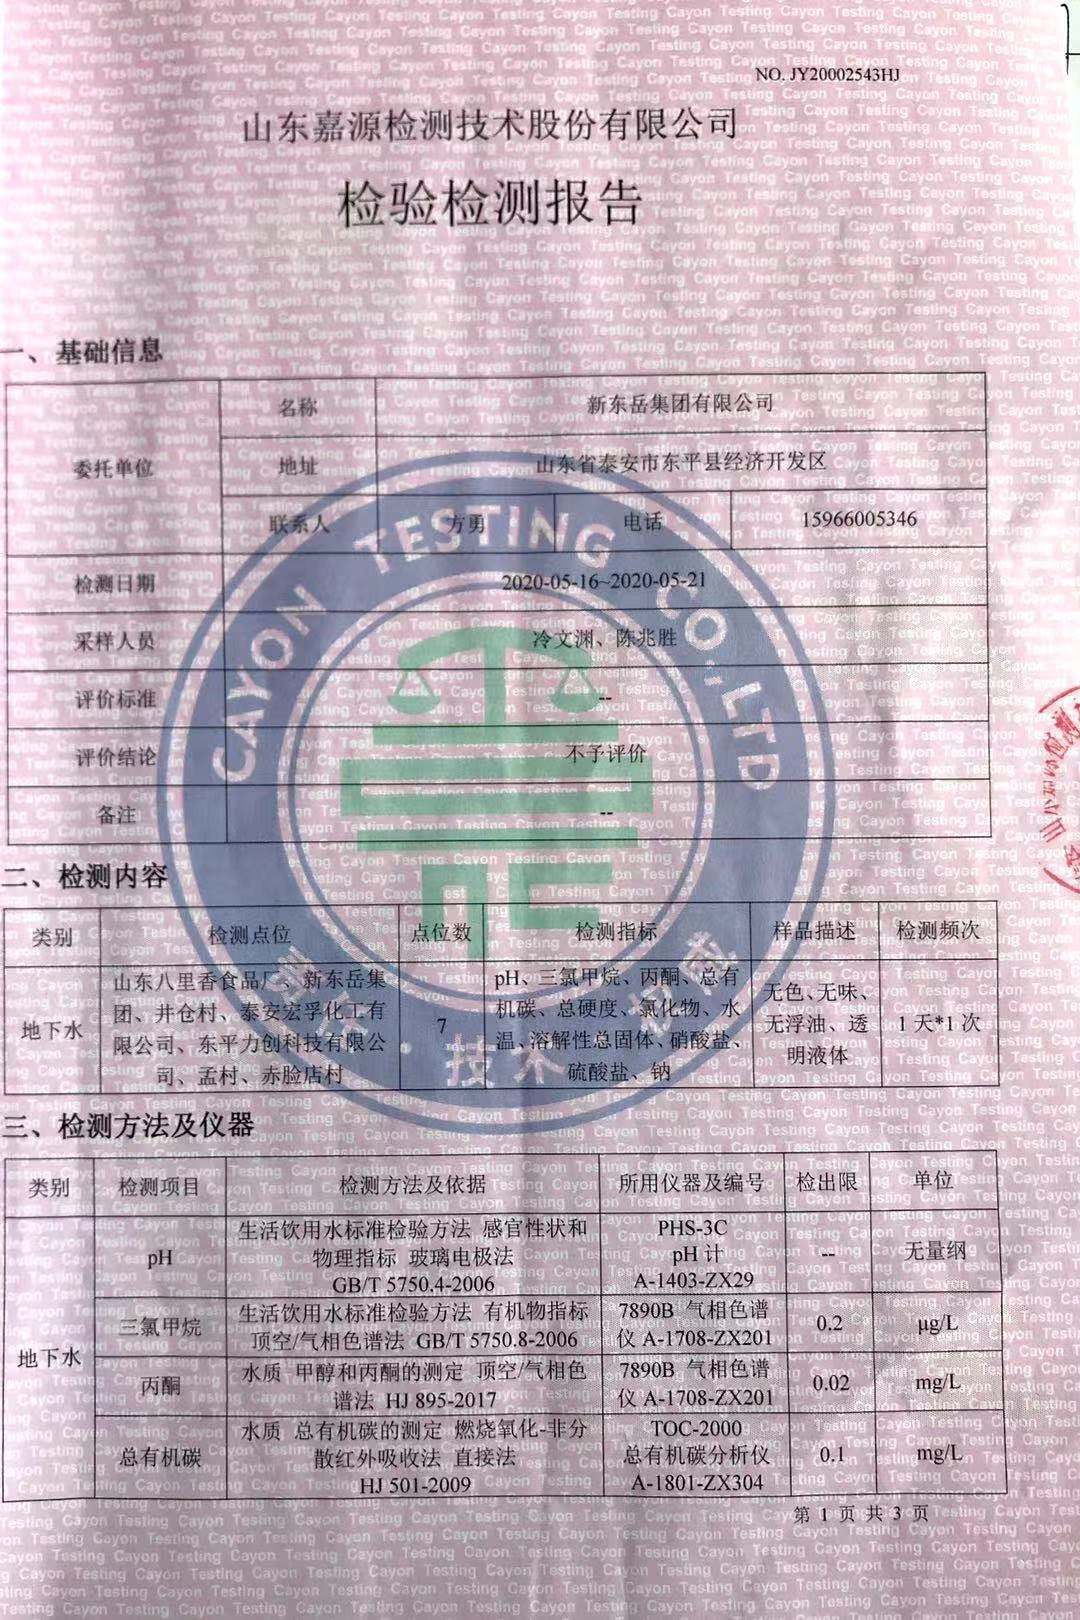 NO. JY20002543HJ
山东嘉源检测技术股份有限公司
检验检测报告
一、基础信息
委托单位 名称 新东岳集团有限公司
地址 山东省泰安市东平县经济开发区
联系人 方勇 电话 15966005346
检测日期 2020-05-16~2020-05-21
采样人员 冷文渊、陈兆胜
评价标准 --
评价结论 不予评价
备注 --
CAYON TESTING CO.,LTD
二、检测内容
类别 检测点位 点位数 检测指标 样品描述 检测频次
地下水
山东八里香食品厂、新东岳集
团、井仓村、泰安宏孚化工有
限公司、东平力创科技有限公
司、孟村、赤脸店村
7
pH、三氯甲烷、丙酮、总有
机碳、总硬度、氯化物、水
温、溶解性总固体、硝酸盐、
硫酸盐、钠
无色、无味、
无浮油、透
明液体
1 天*1 次
技术
三、检测方法及仪器
类别 检测项目 检测方法及依据 所用仪器及编号 检出限 单位
地下水
pH
生活饮用水标准检验方法 感官性状和
物理指标 玻璃电极法
GB/T 5750.4-2006
PHS-3C
pH 计
A-1403-ZX29
--
无量纲
三氯甲烷
生活饮用水标准检验方法 有机物指标
顶空/气相色谱法 GB/T 5750.8-2006
7890B 气相色谱
仪 A-1708-ZX201
0.2
μg/L
丙酮
水质 甲醇和丙酮的测定 顶空/气相色
谱法 HJ 895-2017
7890B 气相色谱
仪 A-1708-ZX201
0.02
mg/L
总有机碳
水质 总有机碳的测定 燃烧氧化-非分
散红外吸收法 直接法
HJ 501-2009
TOC-2000
总有机碳分析仪
A-1801-ZX304
0.1
mg/L
第 1 页 共 3 页